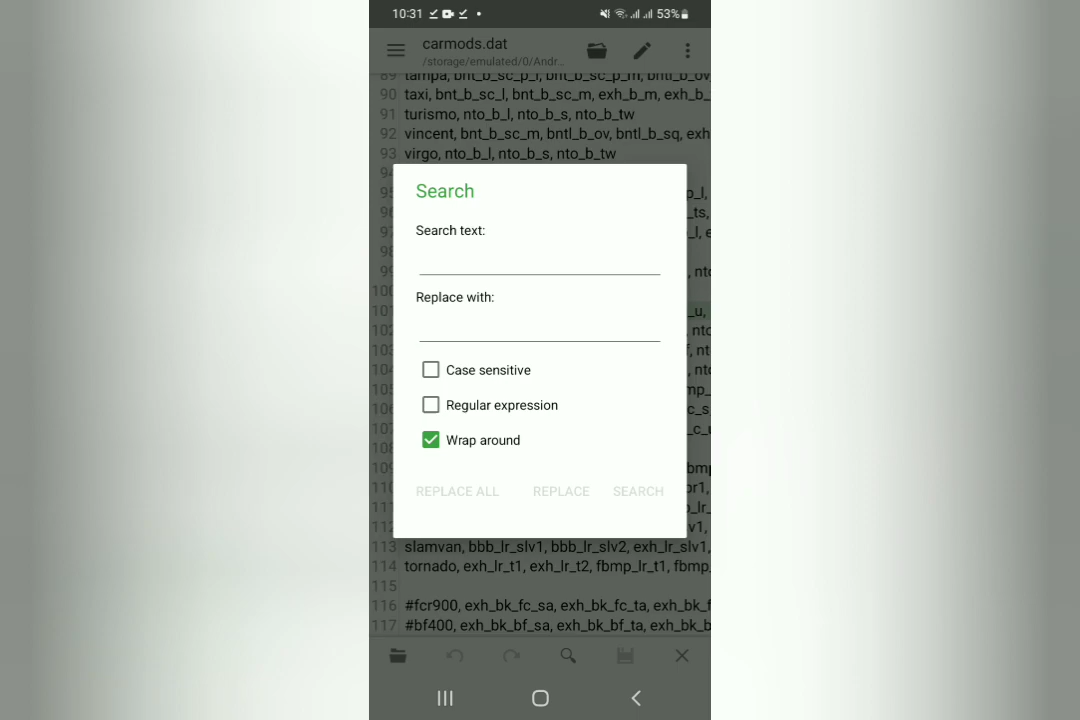 10:31
53%
carmods.dat
/storage/emulated/0/Andr...
89 tampa, bnt_b_sc_p_l, bnt_b_sc_p_m, bntl_b_ov,
90 taxi, bnt_b_sc_l, bnt_b_sc_m, exh_b_m, exh_b_
91 turismo, nto_b_l, nto_b_s, nto_b_tw
92 vincent, bnt_b_sc_m, bntl_b_ov, bntl_b_sq, exh
93 virgo, nto_b_l, nto_b_s, nto_b_tw
Search
Search text:
Replace with:
Case sensitive
Regular expression
Wrap around
REPLACE ALL REPLACE SEARCH
113 slamvan, bbb_lr_slv1, bbb_lr_slv2, exh_lr_slv1,
114 tornado, exh_lr_t1, exh_lr_t2, fbmp_lr_t1, fbmp_
115
116 #fcr900, exh_bk_fc_sa, exh_bk_fc_ta, exh_bk_f
117 #bf400, exh_bk_bf_sa, exh_bk_bf_ta, exh_bk_b